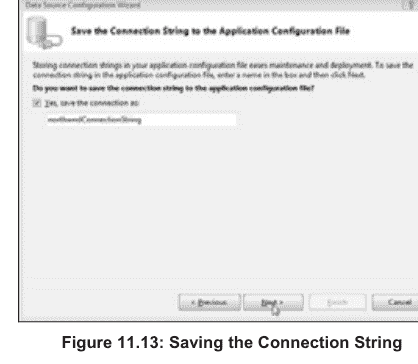 Data Source Configuration Wizard
Save the Connection String to the Application Configuration File
Storing connection strings in your application configuration file eases maintenance and deployment. To save the
connection string in the application configuration file, enter a name in the box and then click Next.
Do you want to save the connection string to the application configuration file?
Yes, save the connection as:
northwndConnectionString
< Previous
Next >
Finish
Cancel
Figure 11.13: Saving the Connection String